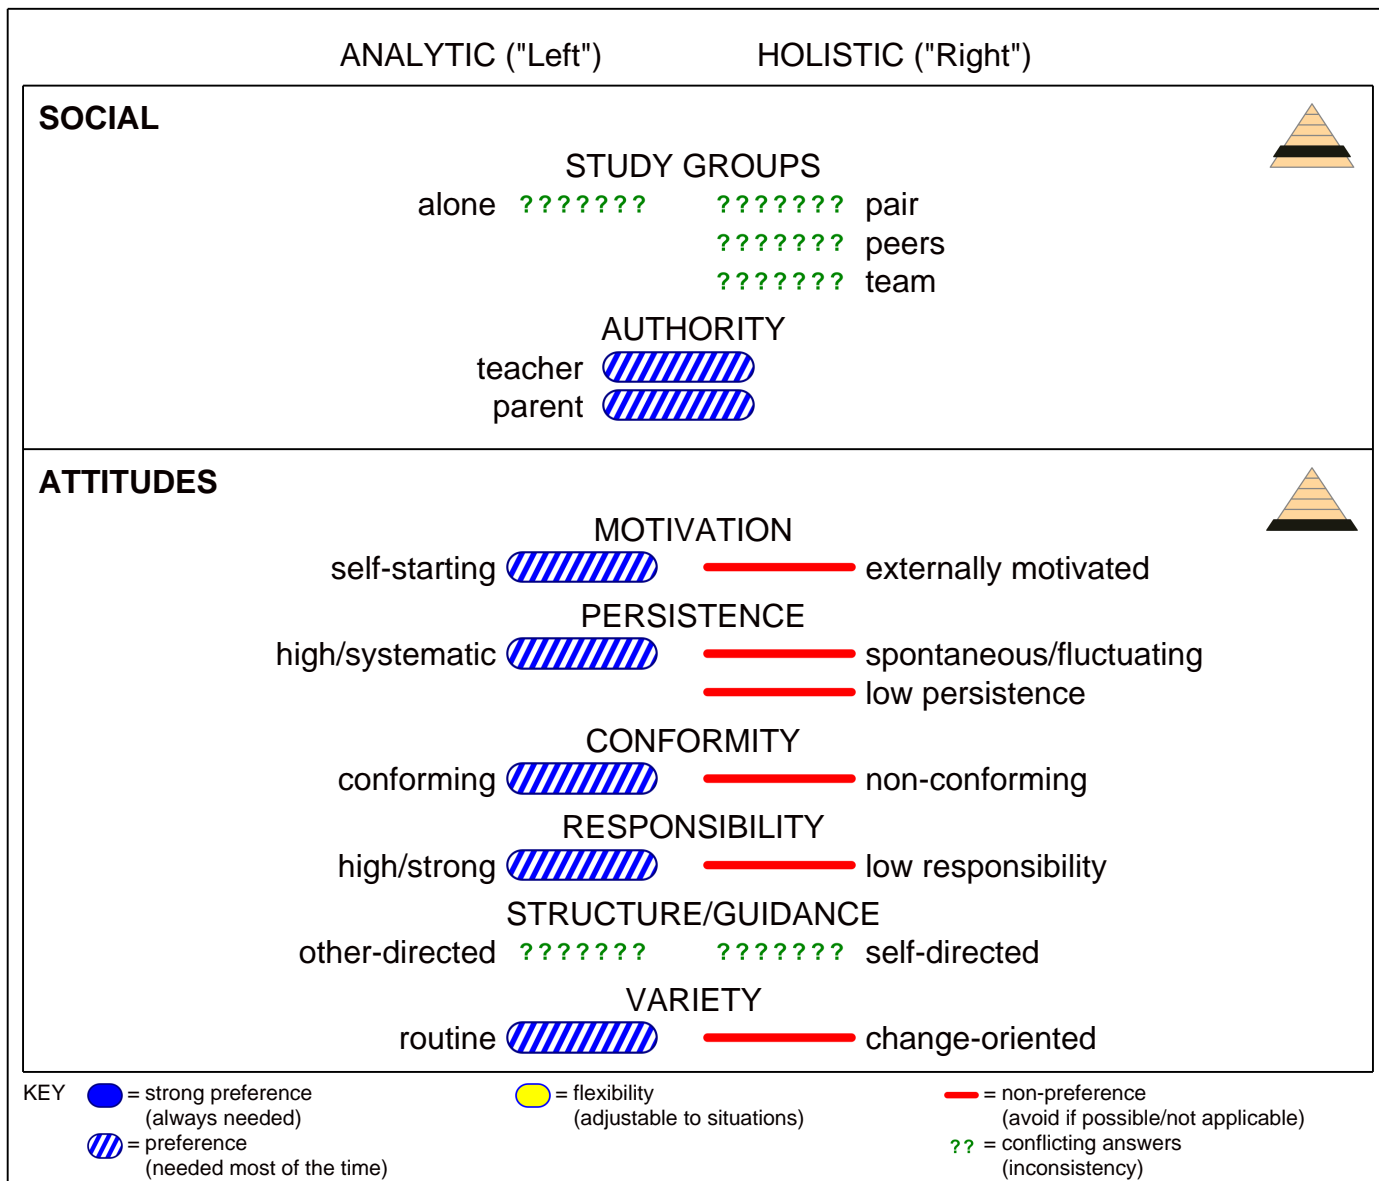 ANALYTIC ("Left") HOLISTIC ("Right")
SOCIAL
STUDY GROUPS
alone ??????? ??????? pair
??????? peers
??????? team
AUTHORITY
teacher
parent
ATTITUDES
MOTIVATION
self-starting externally motivated
PERSISTENCE
high/systematic spontaneous/fluctuating
low persistence
CONFORMITY
conforming non-conforming
RESPONSIBILITY
high/strong low responsibility
STRUCTURE/GUIDANCE
other-directed ??????? ??????? self-directed
VARIETY
routine change-oriented
KEY = strong preference = flexibility = non-preference
(always needed) (adjustable to situations) (avoid if possible/not applicable)
= preference ?? = conflicting answers
(needed most of the time) (inconsistency)